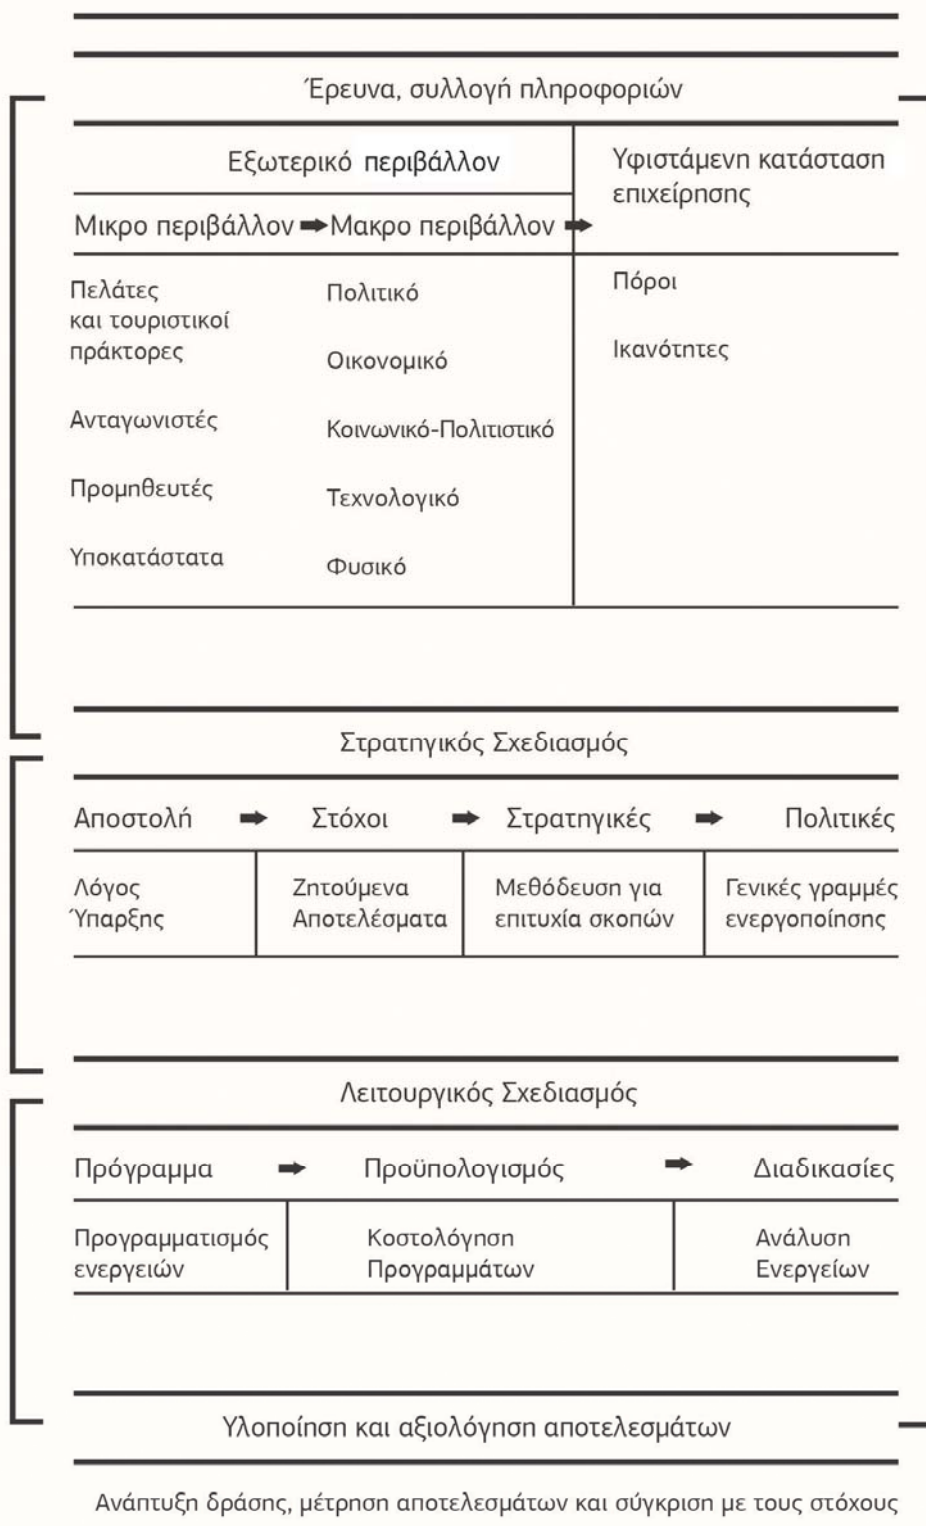 Έρευνα, συλλογή πληροφοριών
Εξωτερικό περιβάλλον
Υφιστάμενη κατάσταση
επιχείρησης
Μικρο περιβάλλον ➡ Μακρο περιβάλλον ➡
Πελάτες
και τουριστικοί
πράκτορες
Ανταγωνιστές
Προμηθευτές
Υποκατάστατα
Πολιτικό
Οικονομικό
Κοινωνικό-Πολιτιστικό
Τεχνολογικό
Φυσικό
Πόροι
Ικανότητες
Στρατηγικός Σχεδιασμός
Αποστολή ➡ Στόχοι ➡ Στρατηγικές ➡ Πολιτικές
Λόγος
Ύπαρξης
Ζητούμενα
Αποτελέσματα
Μεθόδευση για
επιτυχία σκοπών
Γενικές γραμμές
ενεργοποίησης
Λειτουργικός Σχεδιασμός
Πρόγραμμα ➡ Προϋπολογισμός ➡ Διαδικασίες
Προγραμματισμός
ενεργειών
Κοστολόγηση
Προγραμμάτων
Ανάλυση
Ενεργείων
Υλοποίηση και αξιολόγηση αποτελεσμάτων
Ανάπτυξη δράσης, μέτρηση αποτελεσμάτων και σύγκριση με τους στόχους